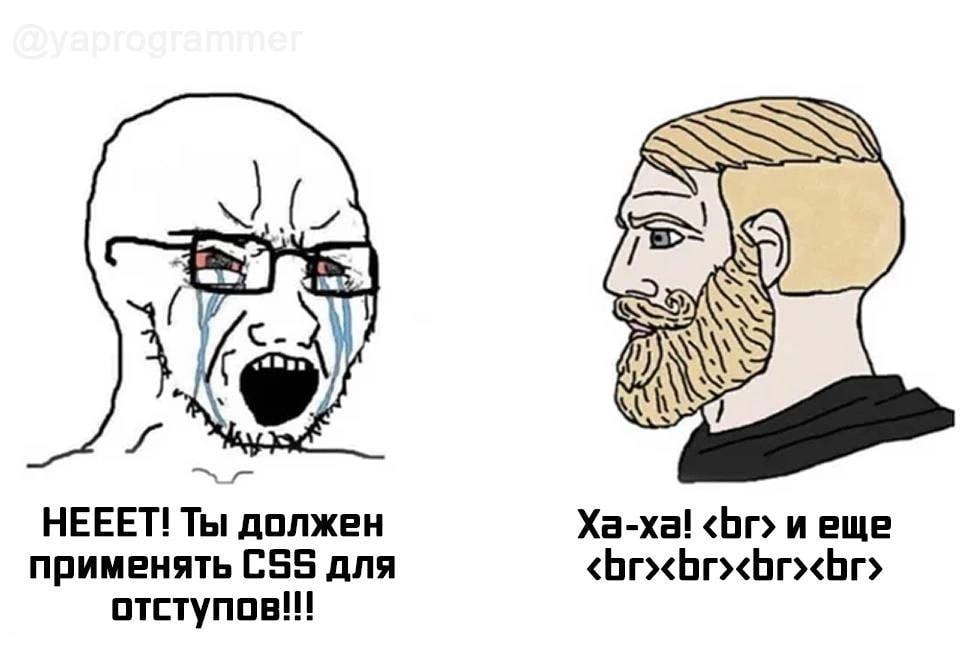 @yaprogrammer
НЕЕЕТ! Ты должен
применять CSS для
отступов!!!
Ха-ха! <br> и еще
<br><br><br><br>